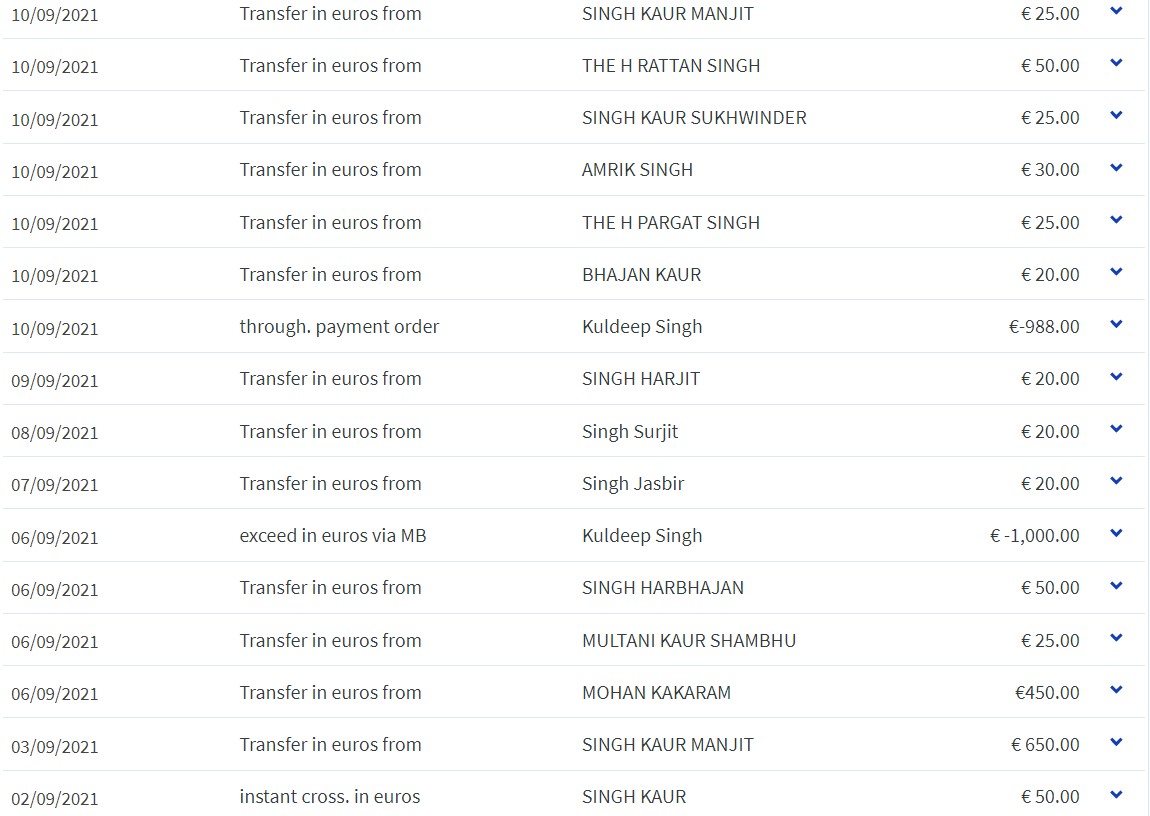 10/09/2021 Transfer in euros from SINGH KAUR MANJIT € 25.00
10/09/2021 Transfer in euros from THE H RATTAN SINGH € 50.00
10/09/2021 Transfer in euros from SINGH KAUR SUKHWINDER € 25.00
10/09/2021 Transfer in euros from AMRIK SINGH € 30.00
10/09/2021 Transfer in euros from THE H PARGAT SINGH € 25.00
10/09/2021 Transfer in euros from BHAJAN KAUR € 20.00
10/09/2021 through. payment order Kuldeep Singh €-988.00
09/09/2021 Transfer in euros from SINGH HARJIT € 20.00
08/09/2021 Transfer in euros from Singh Surjit € 20.00
07/09/2021 Transfer in euros from Singh Jasbir € 20.00
06/09/2021 exceed in euros via MB Kuldeep Singh € -1,000.00
06/09/2021 Transfer in euros from SINGH HARBHAJAN € 50.00
06/09/2021 Transfer in euros from MULTANI KAUR SHAMBHU € 25.00
06/09/2021 Transfer in euros from MOHAN KAKARAM €450.00
03/09/2021 Transfer in euros from SINGH KAUR MANJIT € 650.00
02/09/2021 instant cross. in euros SINGH KAUR € 50.00